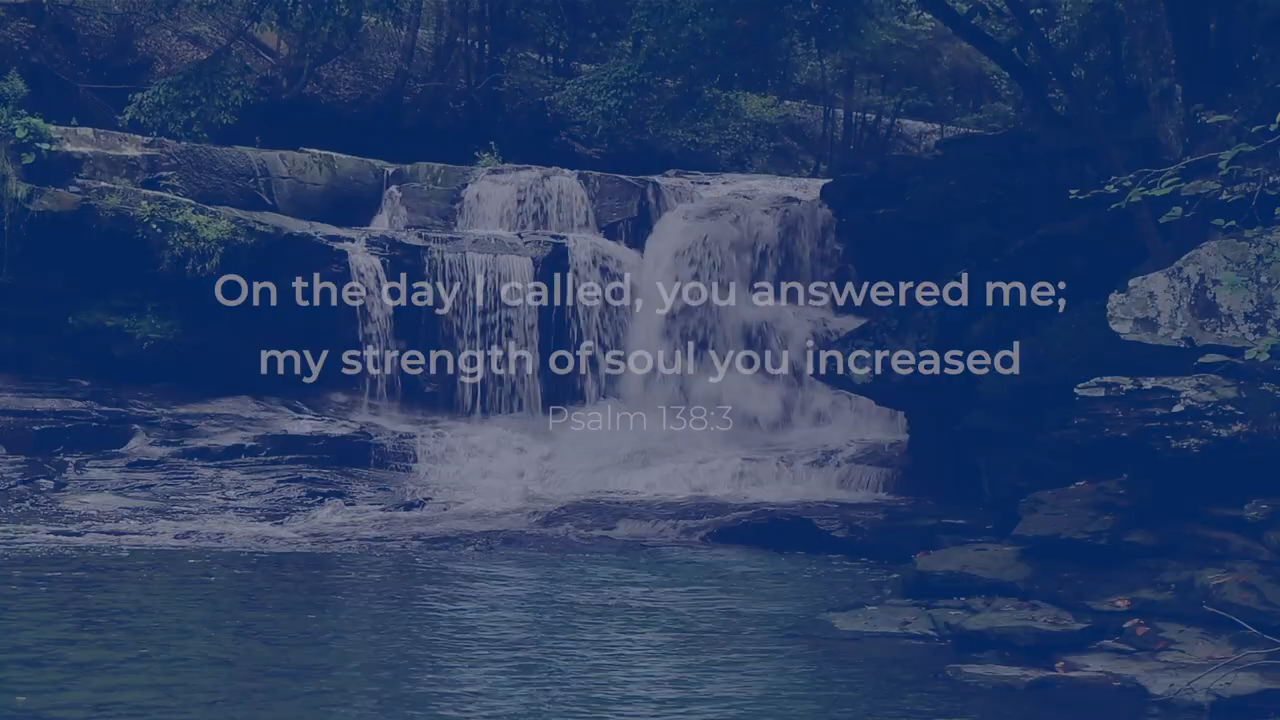 On the day I called, you answered me;
my strength of soul you increased
Psalm 138:3